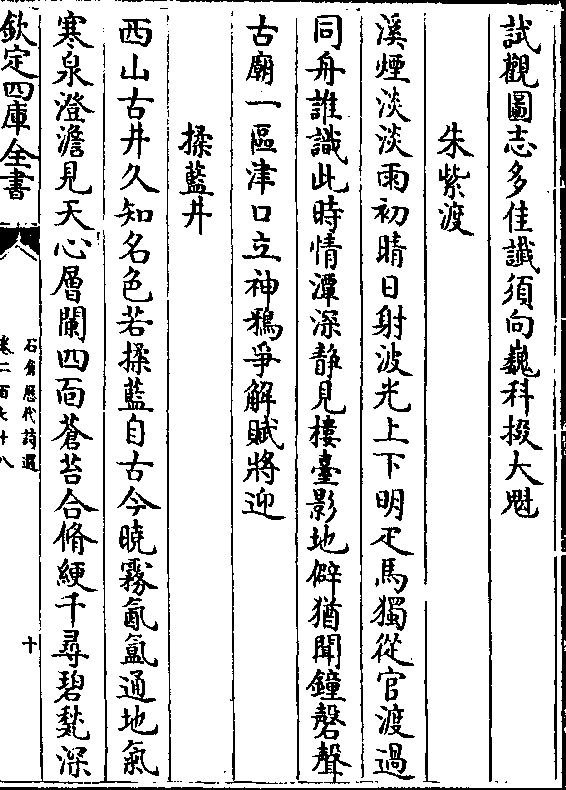 試觀圖志多佳讖須向巍科掇大魁
朱紫渡
溪煙淡淡雨初晴日射波光上下明疋馬獨從官渡過
同舟誰識此時情潭深静見樓臺影地僻猶聞鐘磬聲
古廟一區津口立神鴉爭解賦將迎
揉藍井
西山古井久知名色若揉藍自古今曉霧氤氲通地氣
寒泉澄澹見天心層闌四面蒼苔合脩綆千尋碧甃深
欽定四庫全書
石倉歷代詩選
卷二百七十八
十